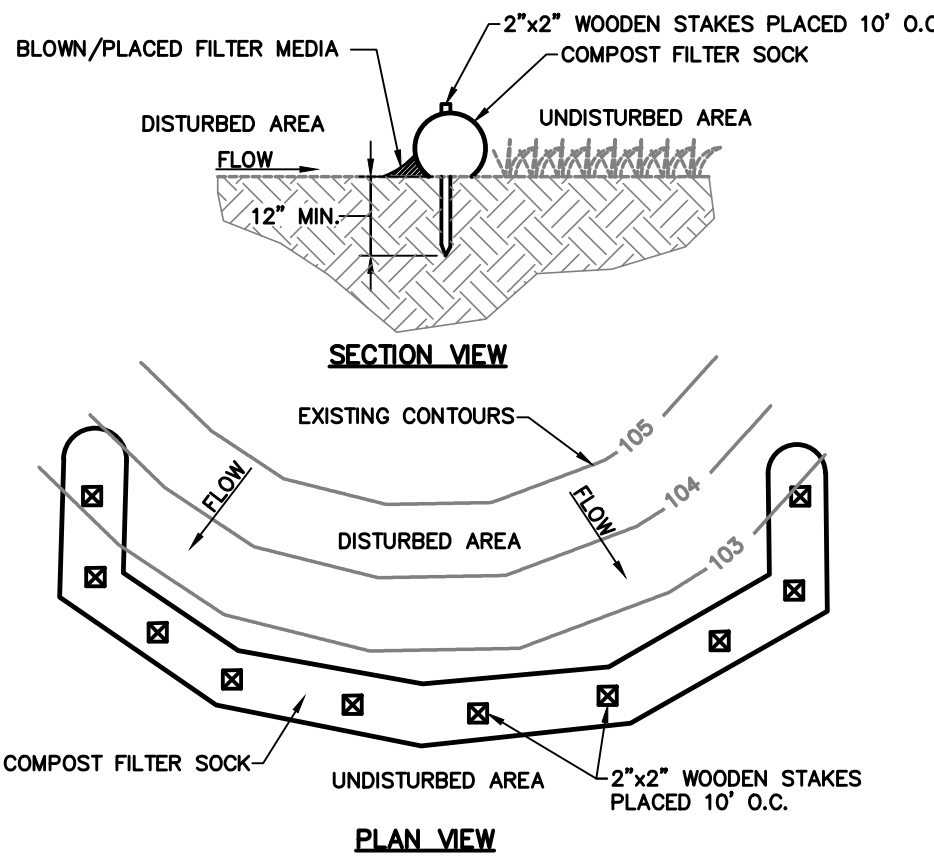 2"x2" WOODEN STAKES PLACED 10' O.C
BLOWN/PLACED FILTER MEDIA
COMPOST FILTER SOCK
DISTURBED AREA
UNDISTURBED AREA
FLOW
12" MIN.
SECTION VIEW
EXISTING CONTOURS
105
FLOW
104
FLOW
DISTURBED AREA
103
COMPOST FILTER SOCK
UNDISTURBED AREA
2"x2" WOODEN STAKES
PLACED 10' O.C.
PLAN VIEW